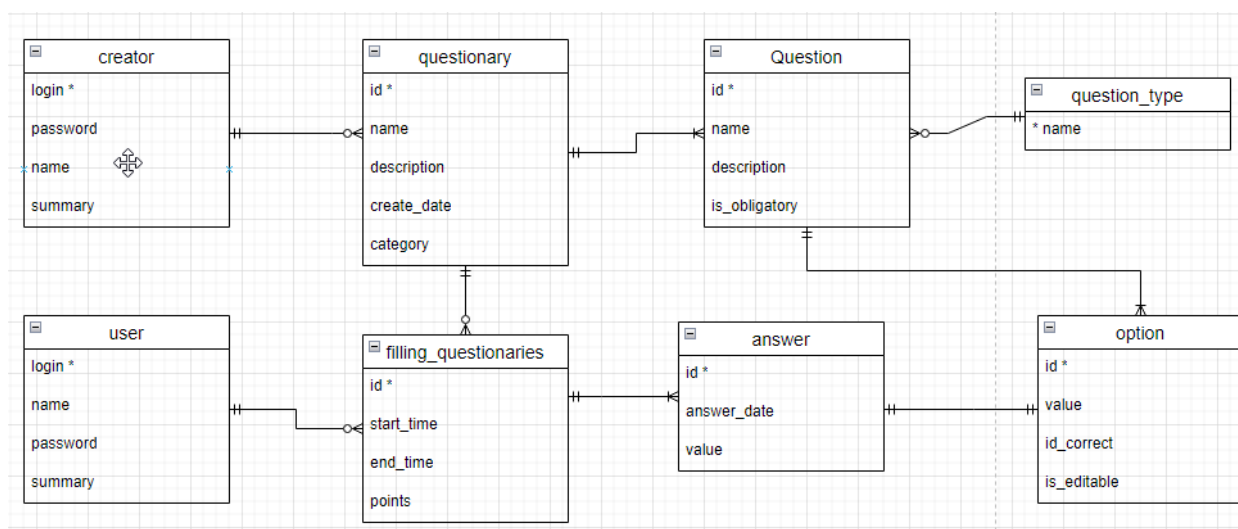 creator
login *
password
name
summary
questionary
id *
name
description
create_date
category
Question
id *
name
description
is_obligatory
question_type
* name
user
login *
name
password
summary
filling_questionaries
id *
start_time
end_time
points
answer
id *
answer_date
value
option
id *
value
id_correct
is_editable